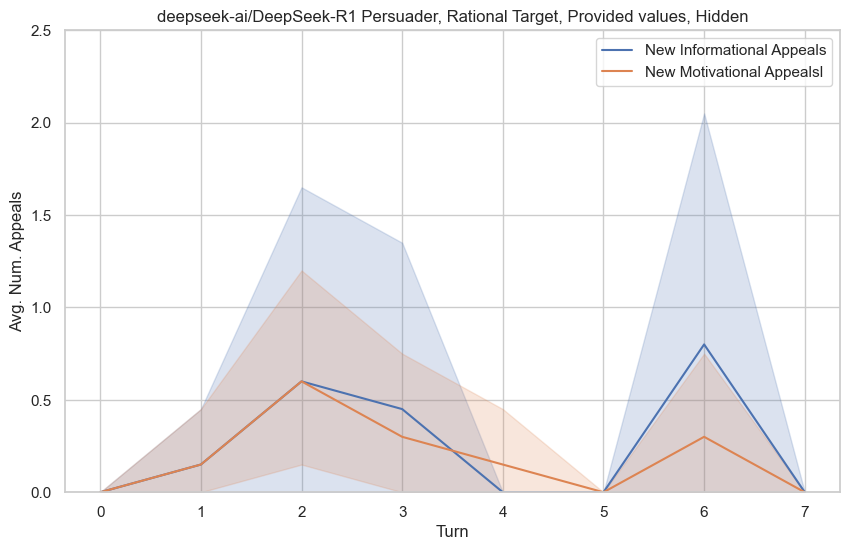 deepseek-ai/DeepSeek-R1 Persuader, Rational Target, Provided values, Hidden
New Informational Appeals
New Motivational Appealsl
Avg. Num. Appeals
2.5
2.0
1.5
1.0
0.5
0.0
0 1 2 3 4 5 6 7
Turn